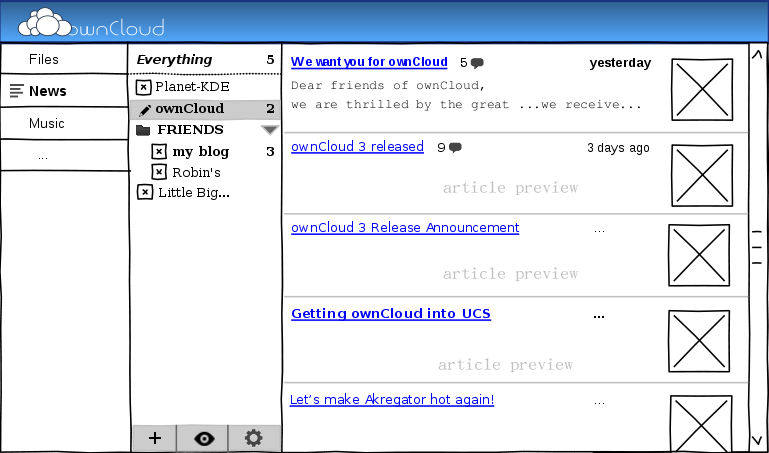 ownCloud
Files
News
Music
...
Everything 5
Planet-KDE
ownCloud 2
FRIENDS
my blog 3
Robin's
Little Big...
We want you for ownCloud 5 yesterday
Dear friends of ownCloud,
we are thrilled by the great ...we receive...
ownCloud 3 released 9 3 days ago
article preview
ownCloud 3 Release Announcement ...
article preview
Getting ownCloud into UCS ...
article preview
Let’s make Akregator hot again! ...